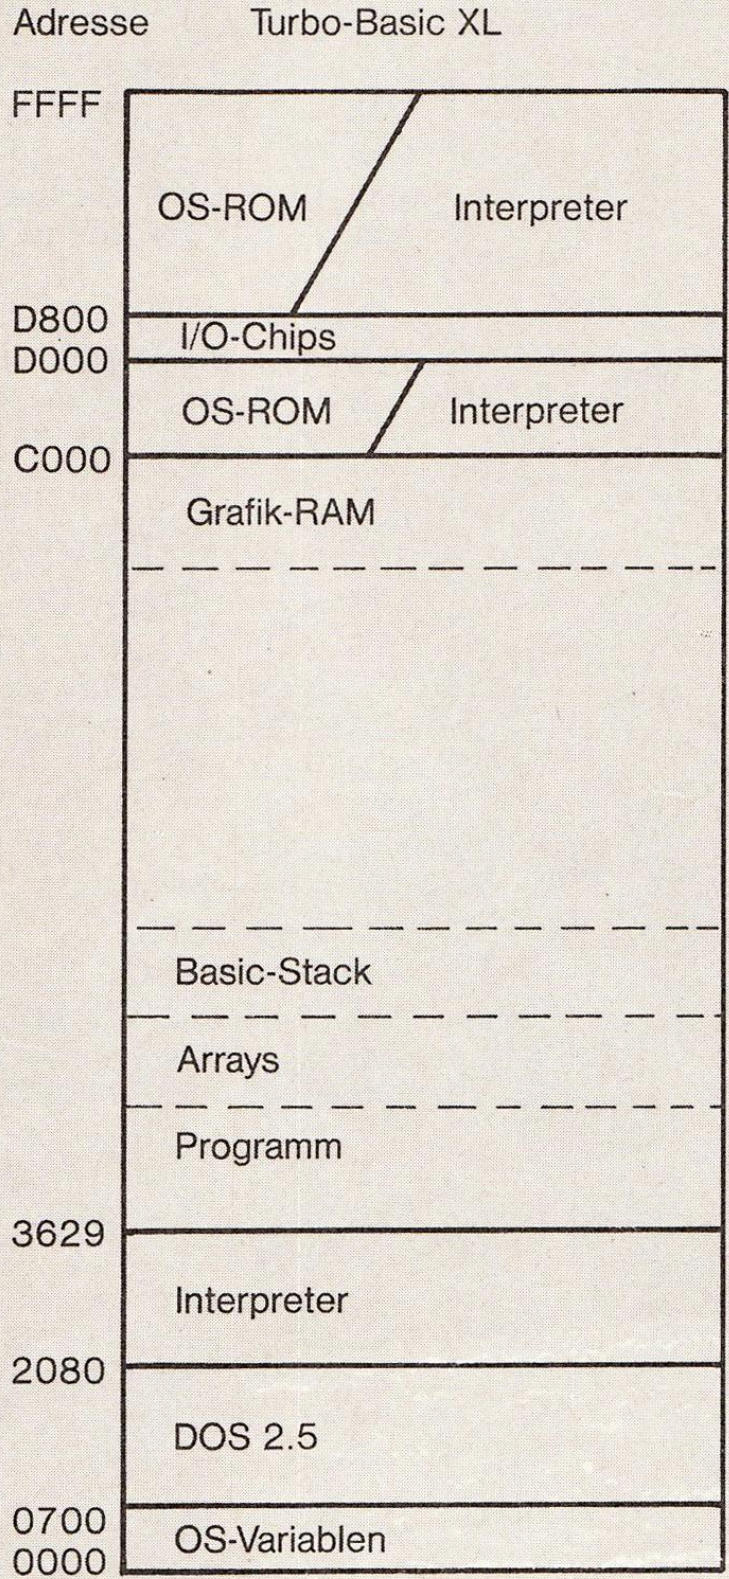 Adresse Turbo-Basic XL
FFFF
OS-ROM Interpreter
D800
I/O-Chips
D000
OS-ROM Interpreter
C000
Grafik-RAM
Basic-Stack
Arrays
Programm
3629
Interpreter
2080
DOS 2.5
0700
OS-Variablen
0000